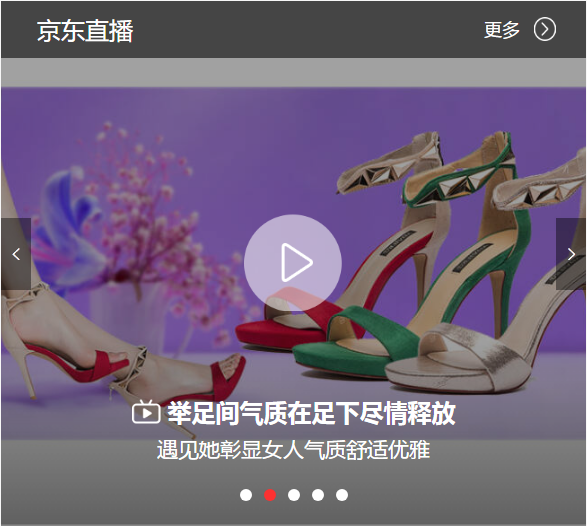 京东直播
更多
举足间气质在足下尽情释放
遇见她彰显女人气质舒适优雅